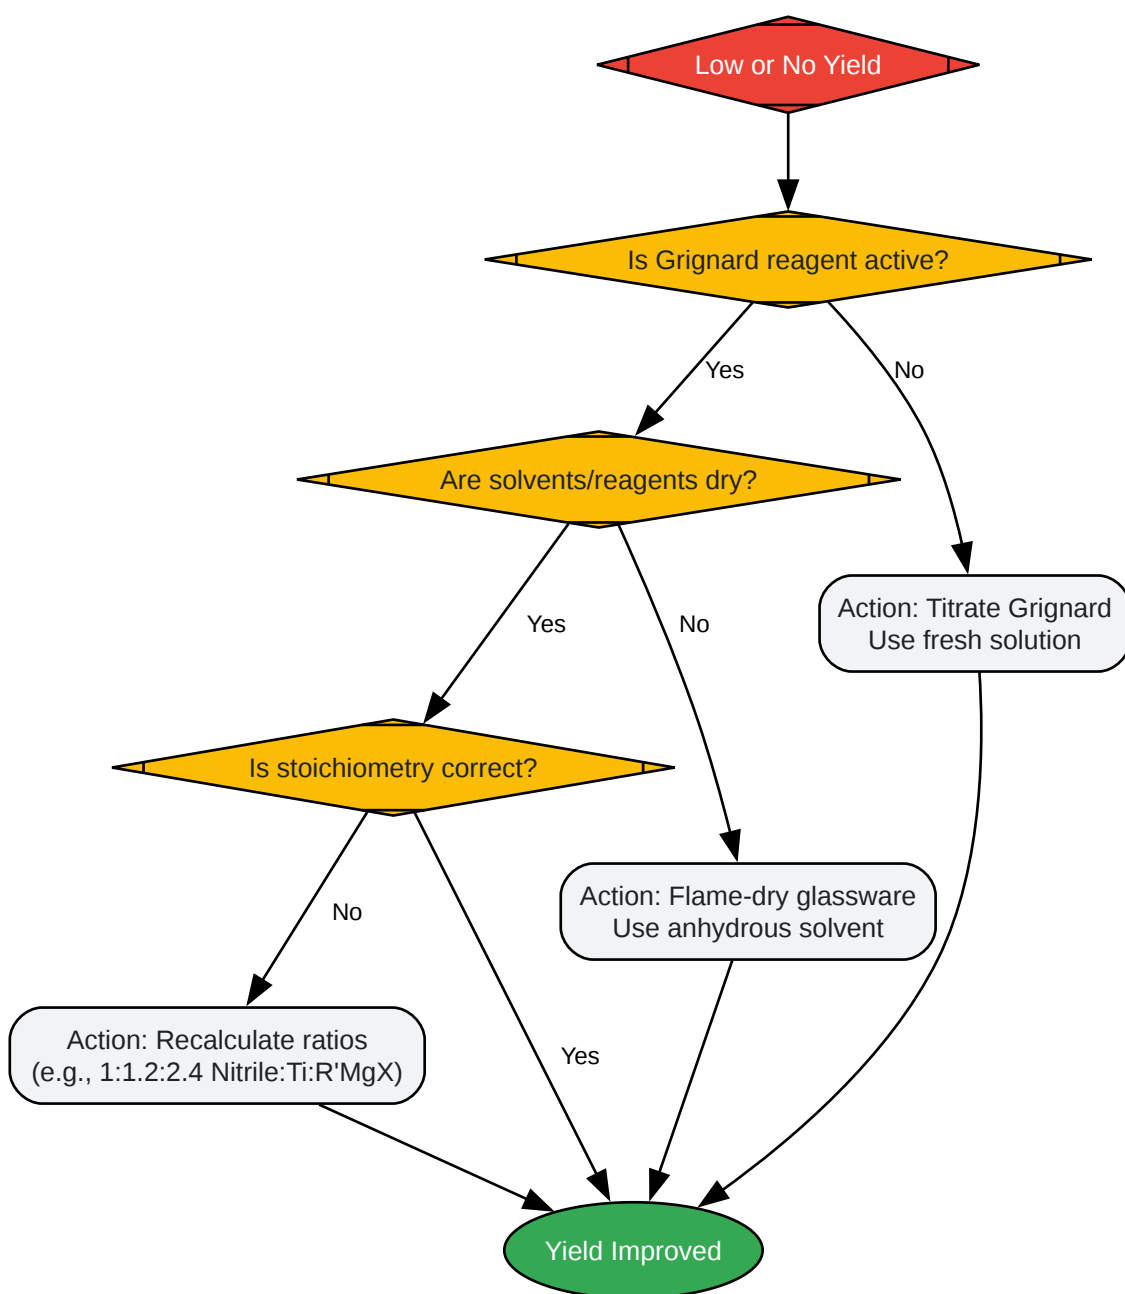 Low or No Yield
Is Grignard reagent active?
Yes
No
Are solvents/reagents dry?
Yes
No
Action: Titrate Grignard
Use fresh solution
Is stoichiometry correct?
Action: Flame-dry glassware
Use anhydrous solvent
No
Yes
Action: Recalculate ratios
(e.g., 1:1.2:2.4 Nitrile:Ti:R'MgX)
Yield Improved